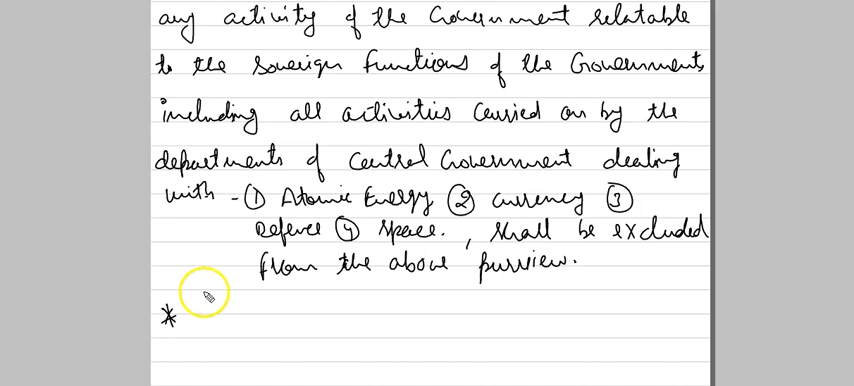 any activity of the Government relatable
to the Sovereign Functions of the Governments
including all activities carried on by the
departments of Central Government dealing
with - ① Atomic Energy ② Currency ③
Defence ④ Space. , shall be excluded
from the above purview.
*